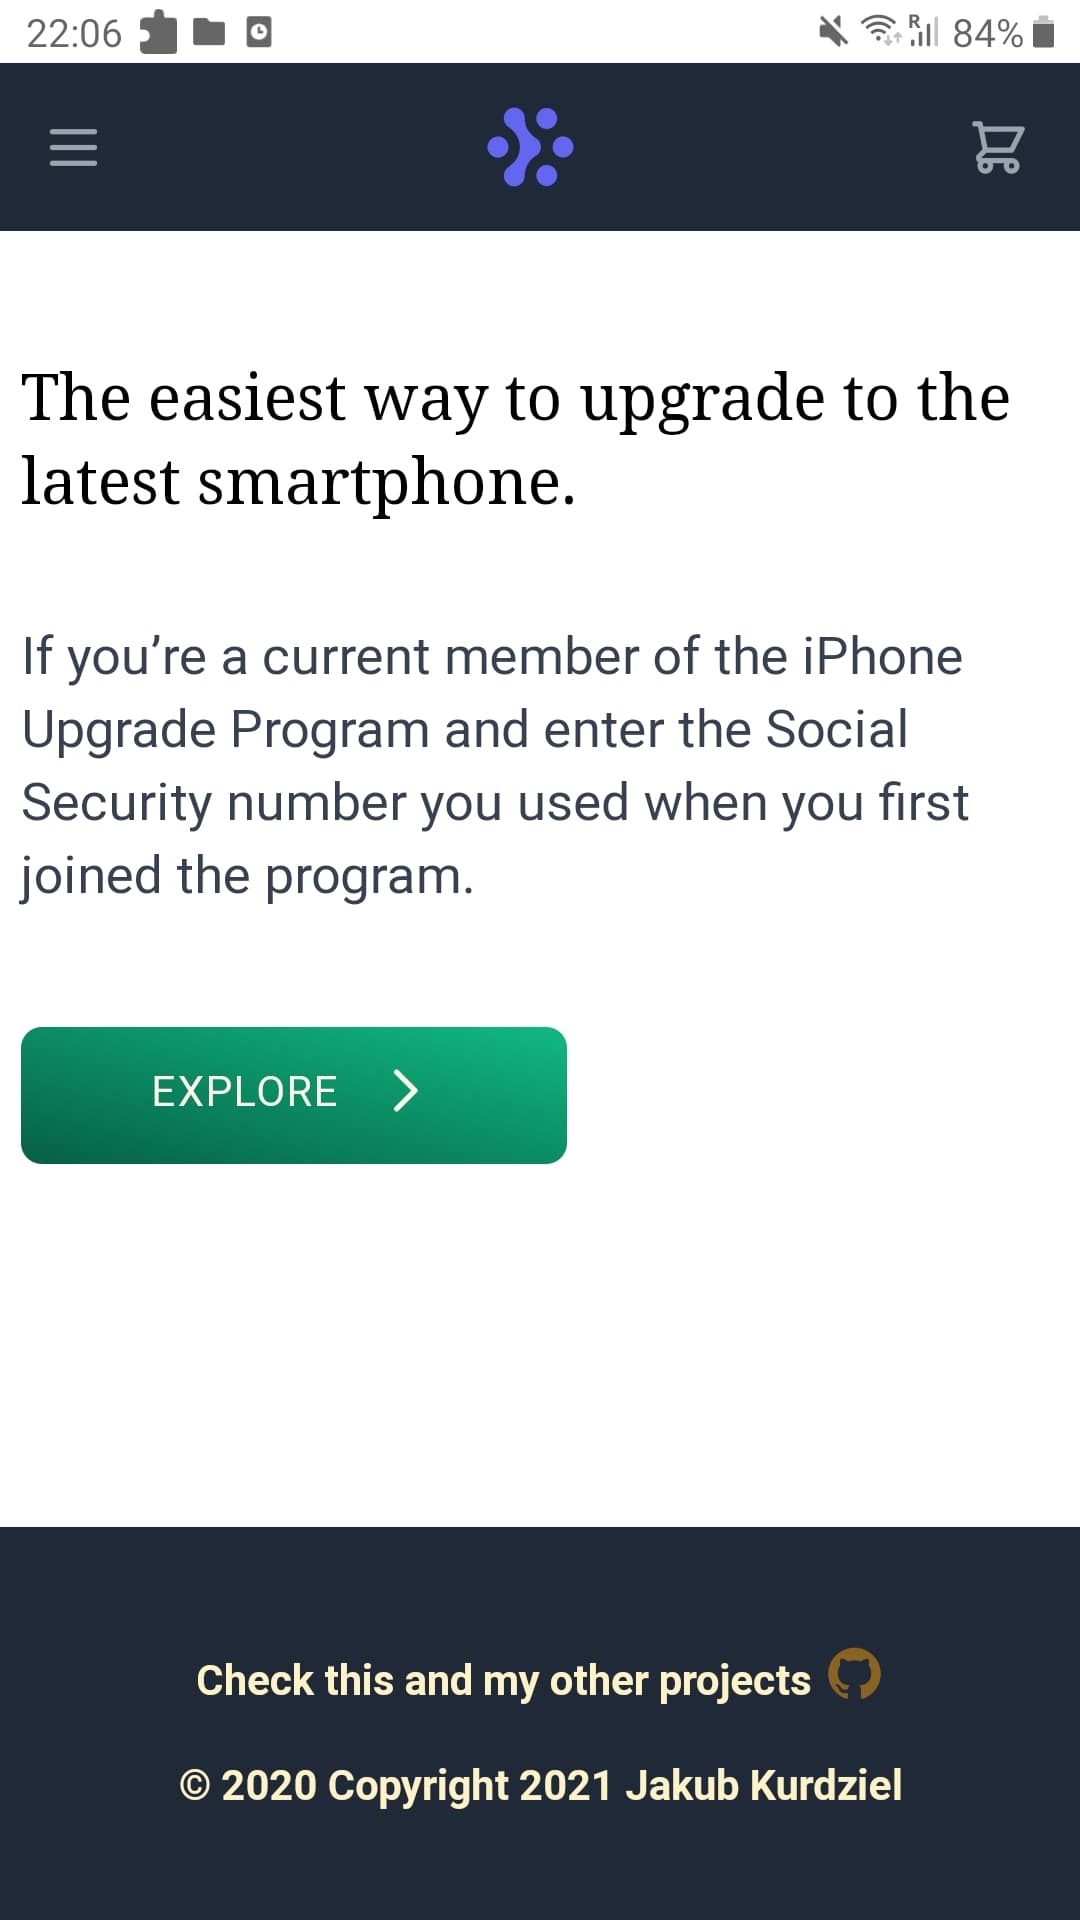 22:06
R 84%
The easiest way to upgrade to the
latest smartphone.
If you’re a current member of the iPhone
Upgrade Program and enter the Social
Security number you used when you first
joined the program.
EXPLORE
Check this and my other projects
© 2020 Copyright 2021 Jakub Kurdziel